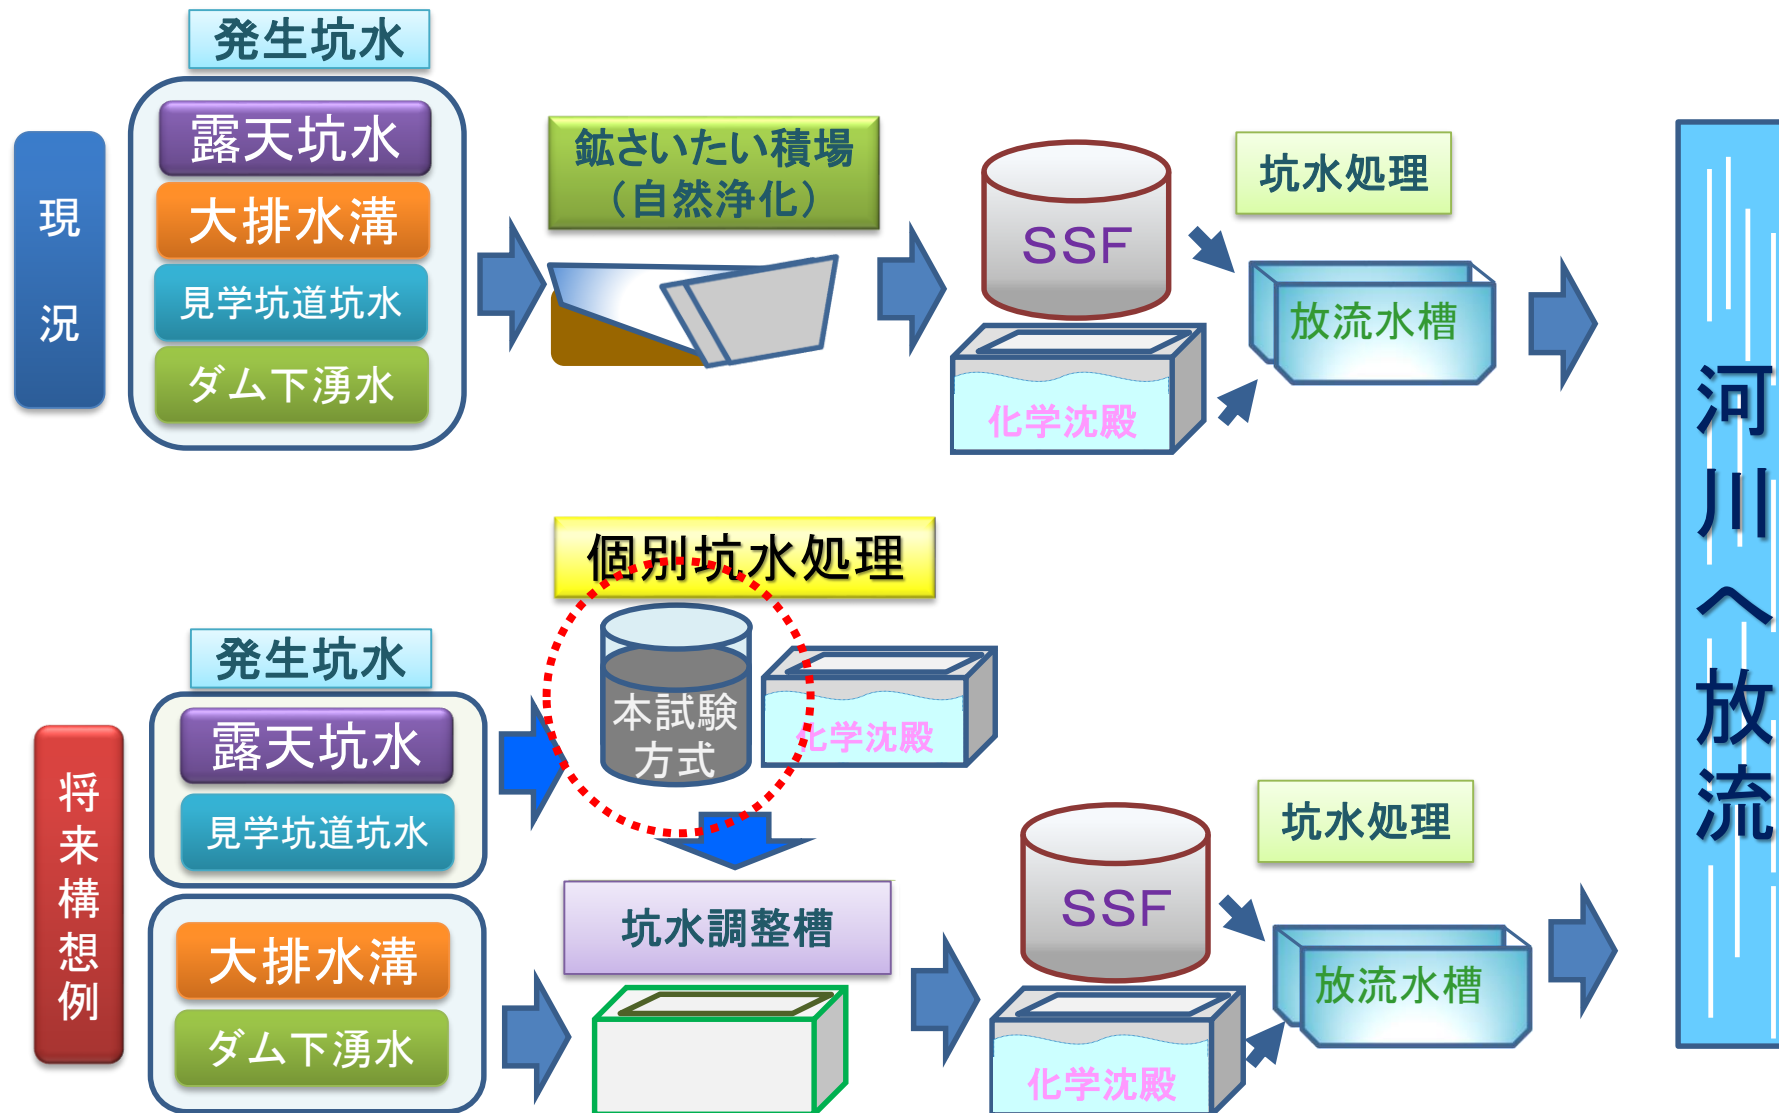 発生坑水
現況
露天坑水
大排水溝
見学坑道坑水
ダム下湧水
鉱さいたい積場
（自然浄化）
SSF
化学沈殿
坑水処理
放流水槽
河川へ放流
将来構想例
発生坑水
露天坑水
見学坑道坑水
大排水溝
ダム下湧水
個別坑水処理
本試験
方式
化学沈殿
坑水調整槽
SSF
化学沈殿
坑水処理
放流水槽